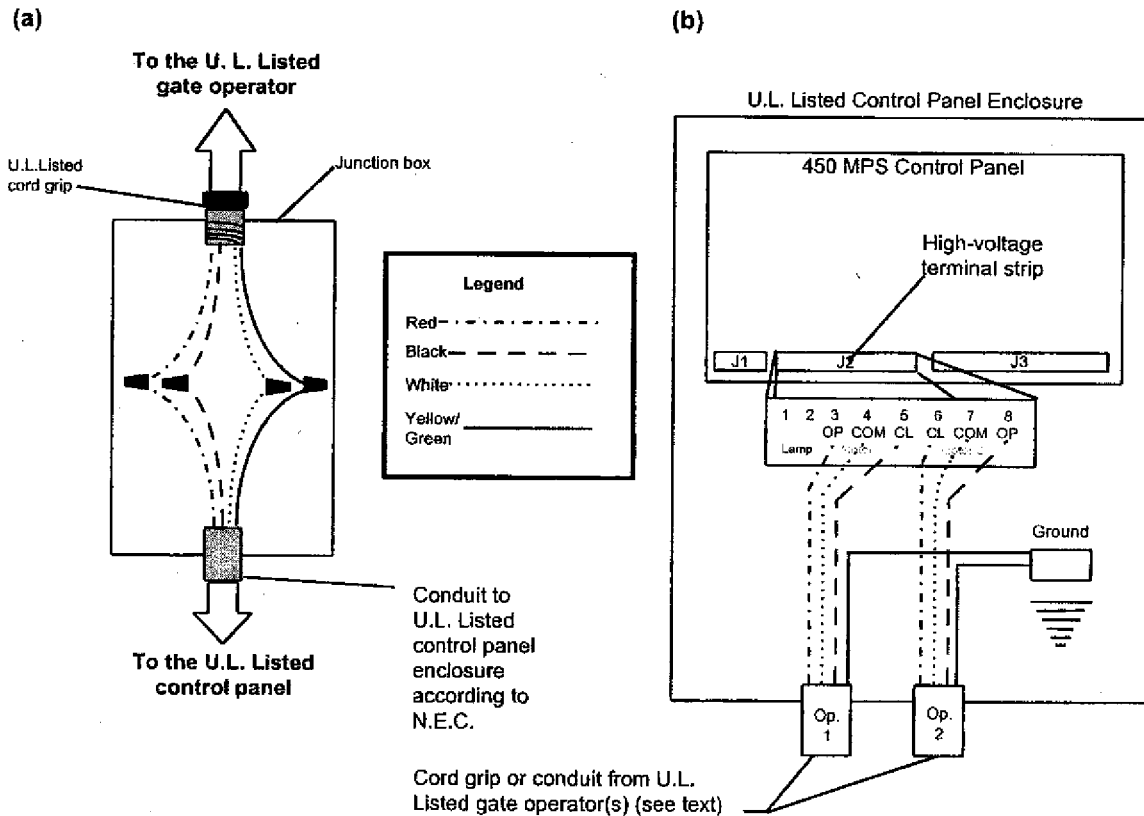 (a)
To the U. L. Listed
gate operator
U.L.Listed
cord grip
Junction box
Legend
Red
Black
White
Yellow/
Green
Conduit to
U.L. Listed
control panel
enclosure
according to
N.E.C.
To the U.L. Listed
control panel
(b)
U.L. Listed Control Panel Enclosure
450 MPS Control Panel
High-voltage
terminal strip
J1 J2 J3
1 2 3 4 5 6 7 8
OP COM CL CL COM OP
Lamp
Ground
Op.
1
Op.
2
Cord grip or conduit from U.L.
Listed gate operator(s) (see text)